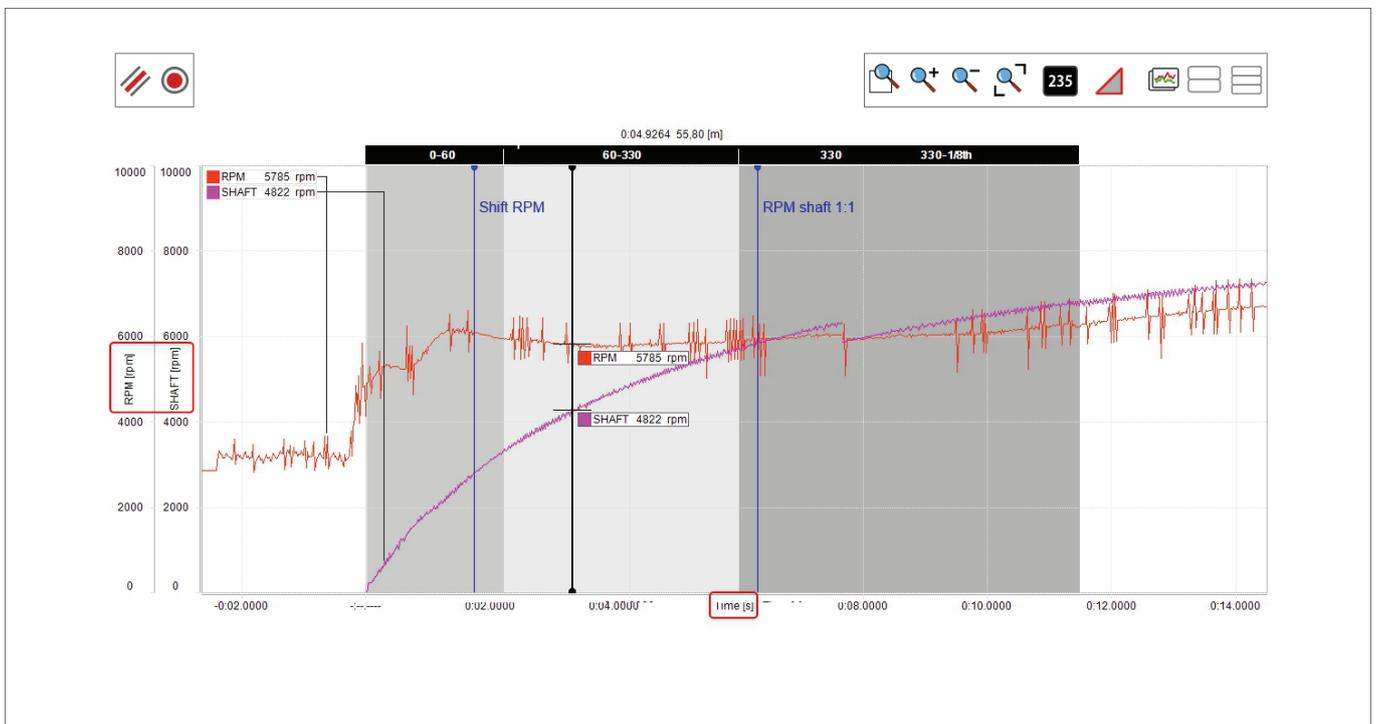 235
0:04.9264 55,80 [m]
0-60 60-330 330 330-1/8th
10000 10000
RPM 5785 rpm
SHAFT 4822 rpm
Shift RPM
RPM shaft 1:1
8000 8000
6000 6000
RPM 5785 rpm
RPM [rpm]
SHAFT [rpm]
4000 4000
SHAFT 4822 rpm
2000 2000
0 0
-0:02.0000 0:02.0000 0:04.0000 Time [s] 0:08.0000 0:10.0000 0:12.0000 0:14.0000